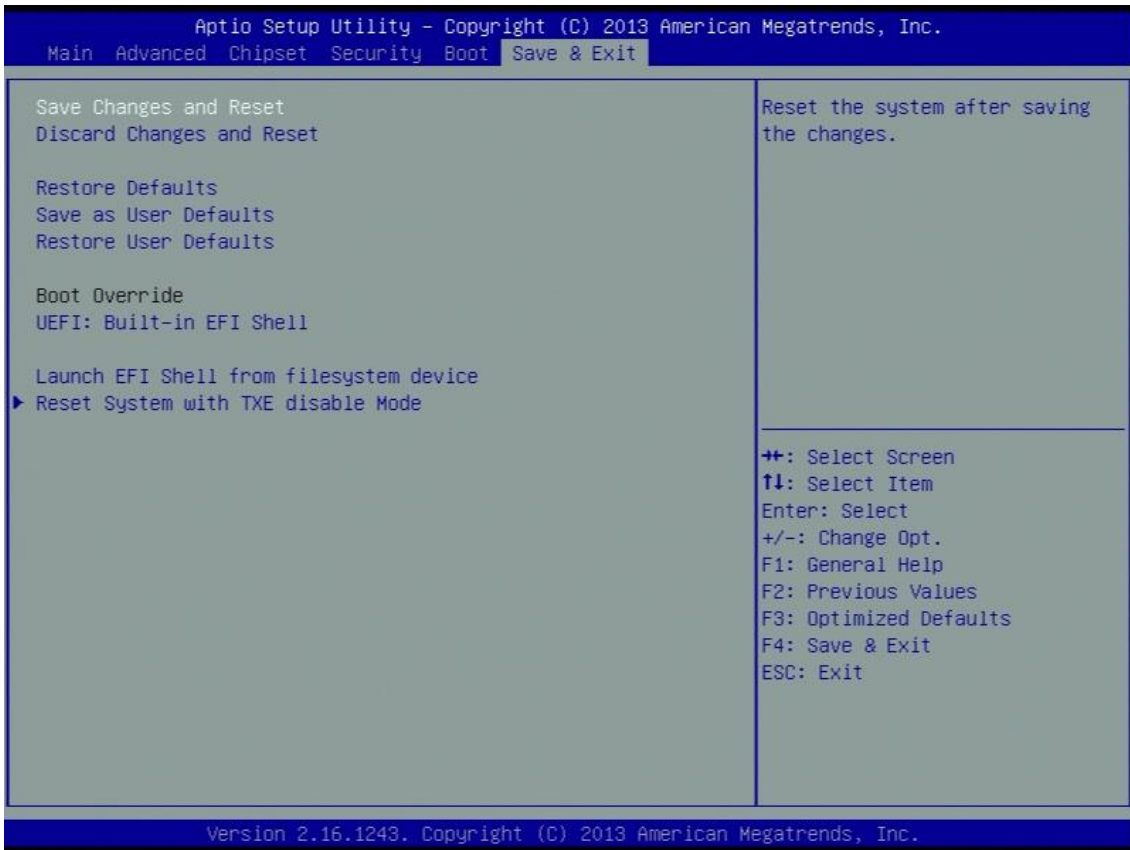 Aptio Setup Utility – Copyright (C) 2013 American Megatrends, Inc.
Main Advanced Chipset Security Boot Save & Exit
Save Changes and Reset
Discard Changes and Reset
Restore Defaults
Save as User Defaults
Restore User Defaults
Boot Override
UEFI: Built-in EFI Shell
Launch EFI Shell from filesystem device
▶ Reset System with TXE disable Mode
Reset the system after saving
the changes.
→←: Select Screen
↑↓: Select Item
Enter: Select
+/-: Change Opt.
F1: General Help
F2: Previous Values
F3: Optimized Defaults
F4: Save & Exit
ESC: Exit
Version 2.16.1243. Copyright (C) 2013 American Megatrends, Inc.